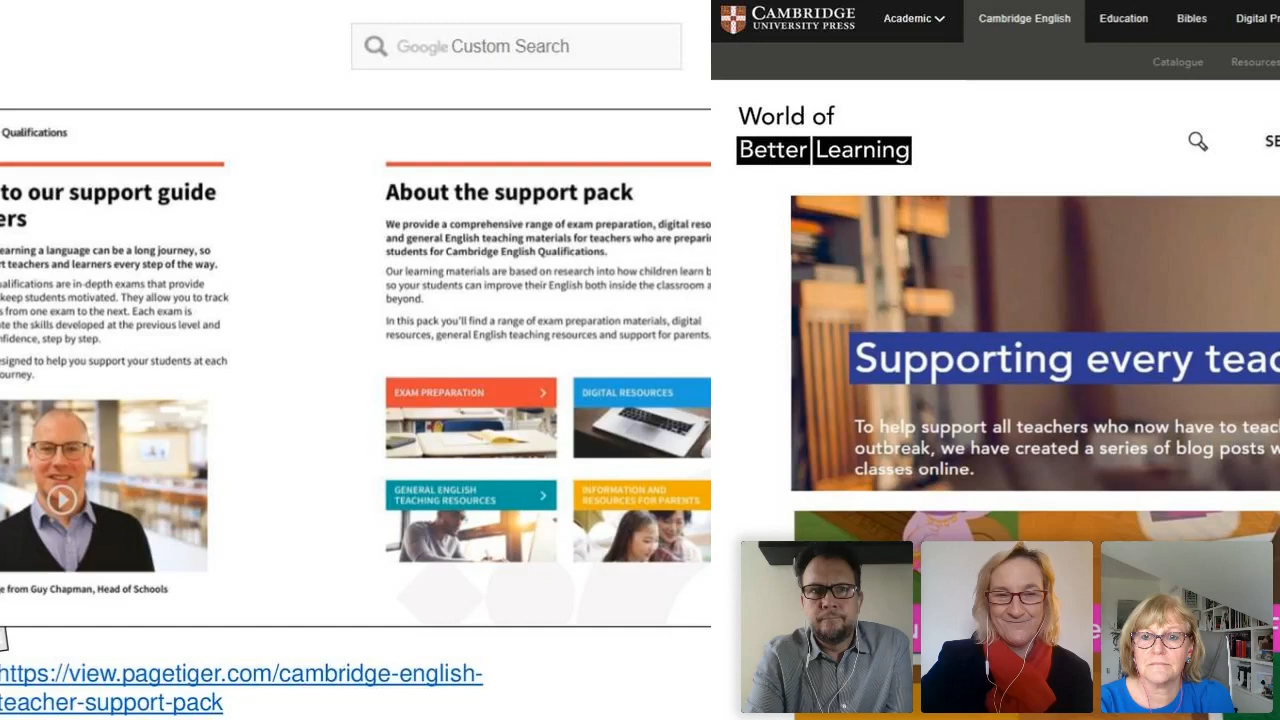 Google Custom Search
Qualifications
to our support guide
ers
earning a language can be a long journey, so
rt teachers and learners every step of the way.
ualifications are in-depth exams that provide
keep students motivated. They allow you to track
s from one exam to the next. Each exam is
te the skills developed at the previous level and
nfidence, step by step.
esigned to help you support your students at each
ourney.
e from Guy Chapman, Head of Schools
About the support pack
We provide a comprehensive range of exam preparation, digital reso
and general English teaching materials for teachers who are prepari
students for Cambridge English Qualifications.
Our learning materials are based on research into how children learn b
so your students can improve their English both inside the classroom a
beyond.
In this pack you'll find a range of exam preparation materials, digital
resources, general English teaching resources and support for parents.
EXAM PREPARATION
DIGITAL RESOURCES
GENERAL ENGLISH
TEACHING RESOURCES
INFORMATION AND
RESOURCES FOR PARENTS
https://view.pagetiger.com/cambridge-english-
teacher-support-pack
CAMBRIDGE
UNIVERSITY PRESS
Academic
Cambridge English
Education
Bibles
Digital Pr
Catalogue
Resources
World of
Better Learning
SE
Supporting every teac
To help support all teachers who now have to teac
outbreak, we have created a series of blog posts w
classes online.